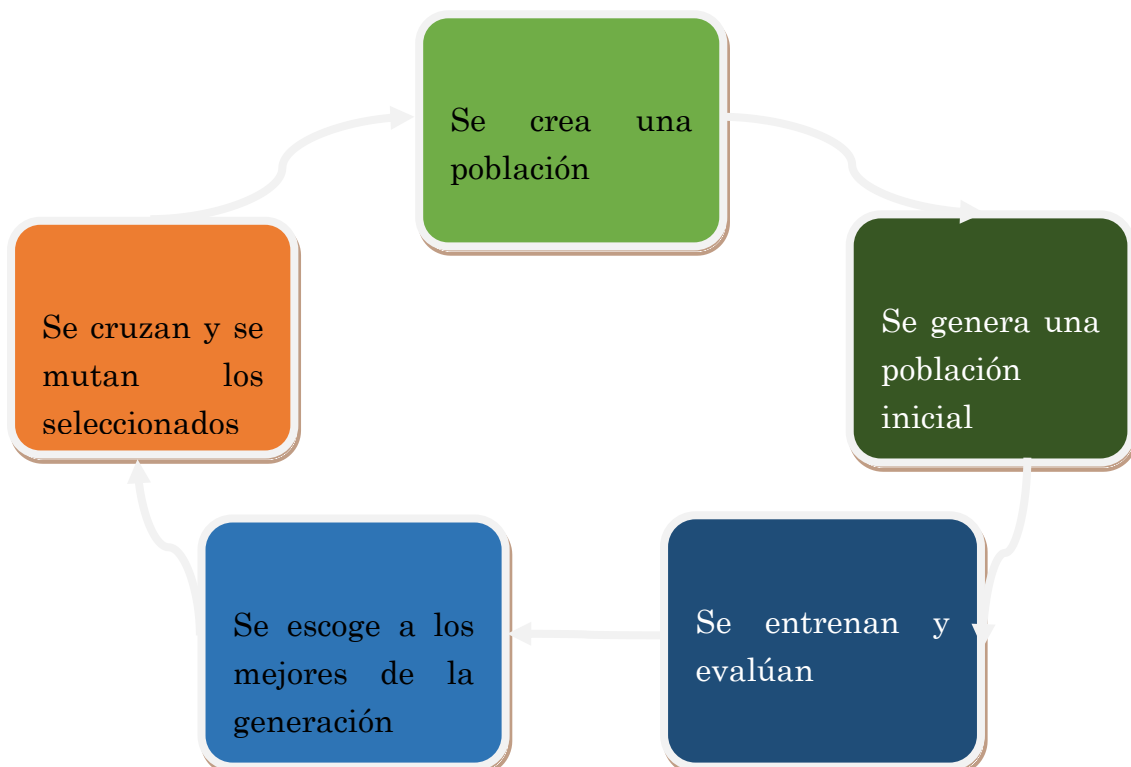 Se crea una
población
Se genera una
población
inicial
Se entrenan y
evalúan
Se escoge a los
mejores de la
generación
Se cruzan y se
mutan los
seleccionados